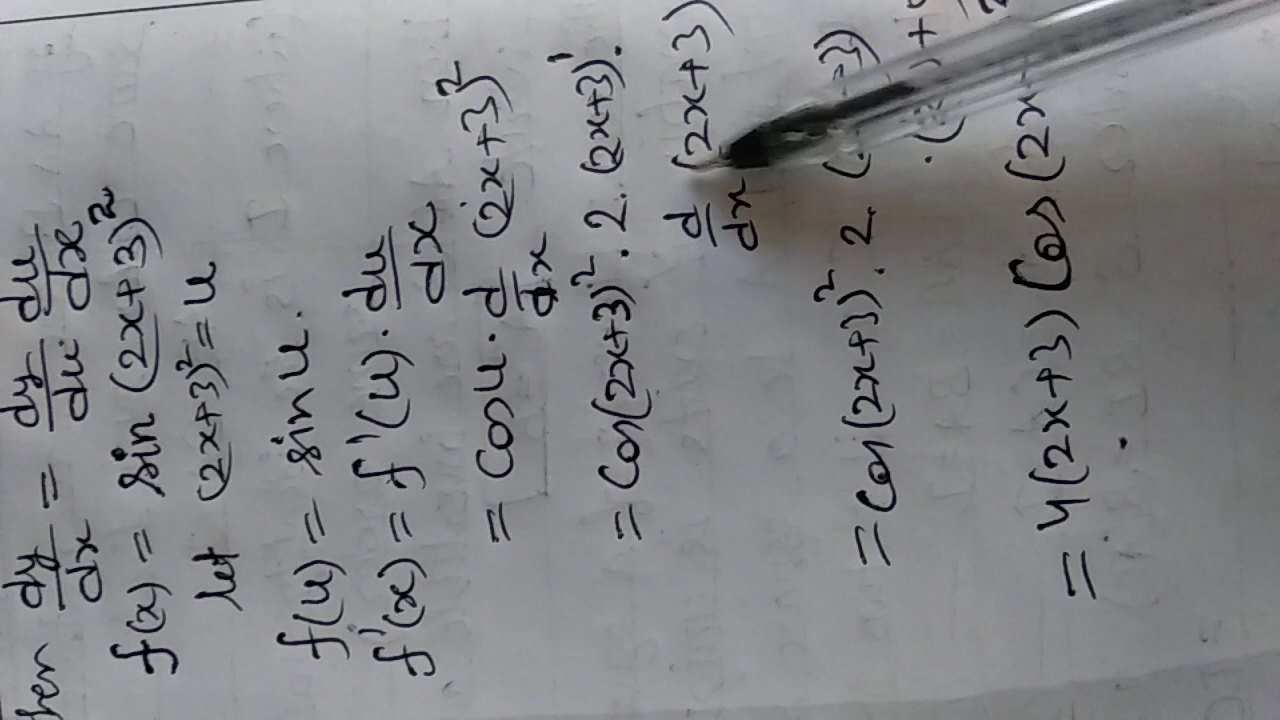 dy/dx = dy/du du/dx
f(x) = sin (2x+3)²
let (2x+3)² = u
f(u) = sin u.
f'(x) = f'(u) . du/dx
= Cos u . d/dx (2x+3)²
= Cos(2x+3)² . 2. (2x+3)¹.
d/dx (2x+3)
= Cos(2x+3)² . 2. (
. (
= 4(2x+3) Cos (2x